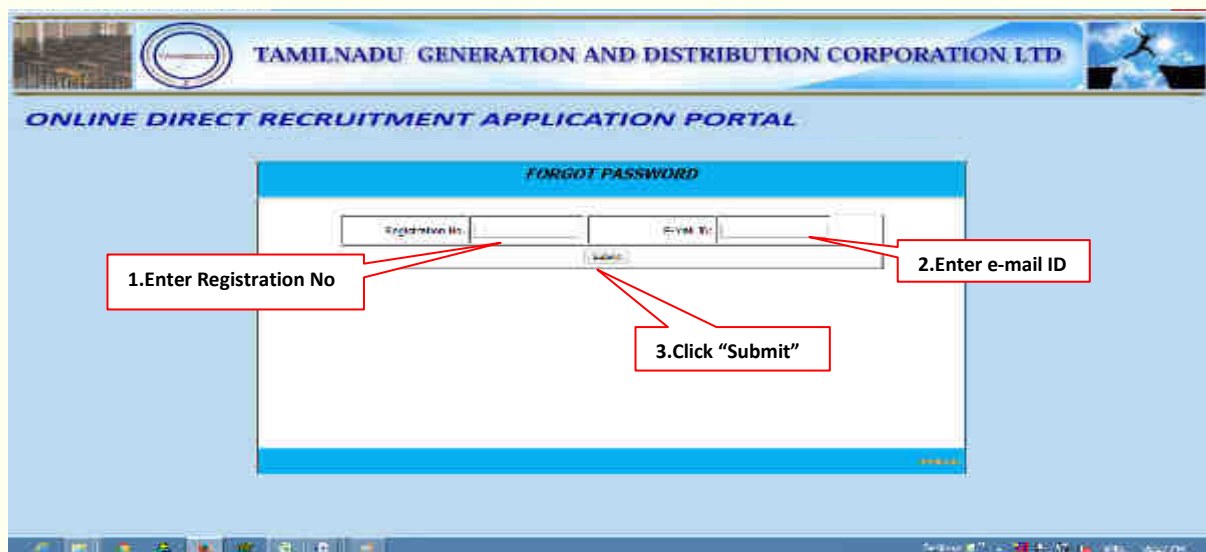 TAMILNADU GENERATION AND DISTRIBUTION CORPORATION LTD
ONLINE DIRECT RECRUITMENT APPLICATION PORTAL
FORGOT PASSWORD
Registration No.
E-mail ID:
Submit
1.Enter Registration No
2.Enter e-mail ID
3.Click “Submit”